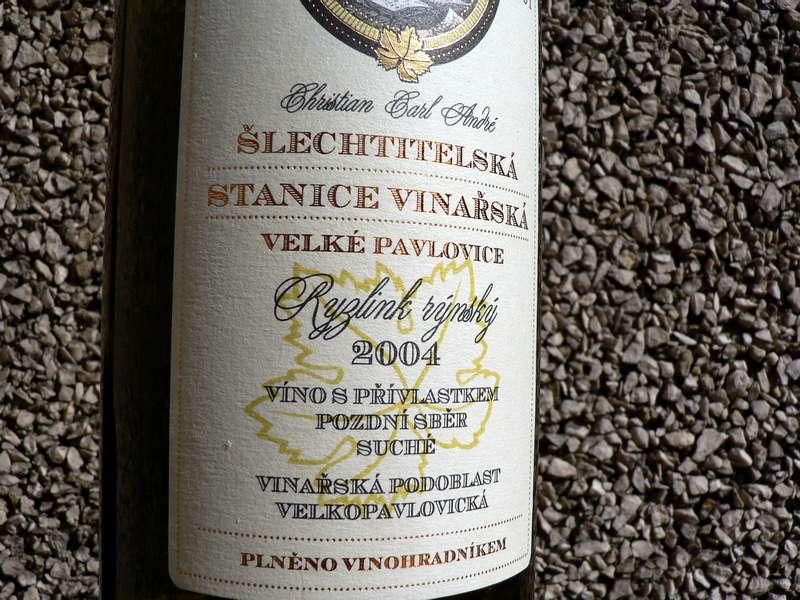 Christian Carl André
ŠLECHTITELSKÁ
STANICE VINAŘSKÁ
VELKÉ PAVLOVICE
Ryzlink rýnský
2004
VÍNO S PŘÍVLASTKEM
POZDNÍ SBĚR
SUCHÉ
VINAŘSKÁ PODOBLAST
VELKOPAVLOVICKÁ
PLNĚNO VINOHRADNÍKEM